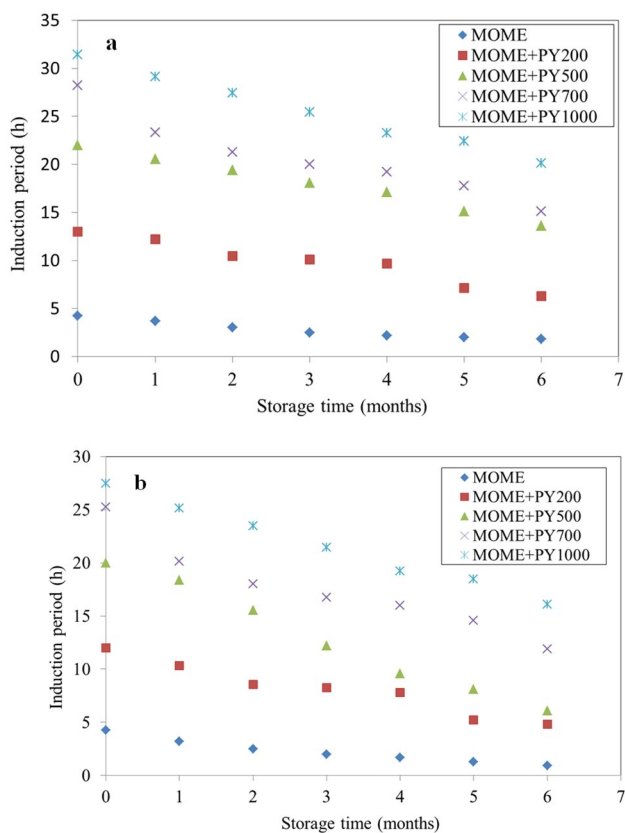 35
30
25
20
15
10
5
0
Induction period (h)
a
MOME
MOME+PY200
MOME+PY500
MOME+PY700
MOME+PY1000
0 1 2 3 4 5 6 7
Storage time (months)
30
25
20
15
10
5
0
Induction period (h)
b
MOME
MOME+PY200
MOME+PY500
MOME+PY700
MOME+PY1000
0 1 2 3 4 5 6 7
Storage time (months)